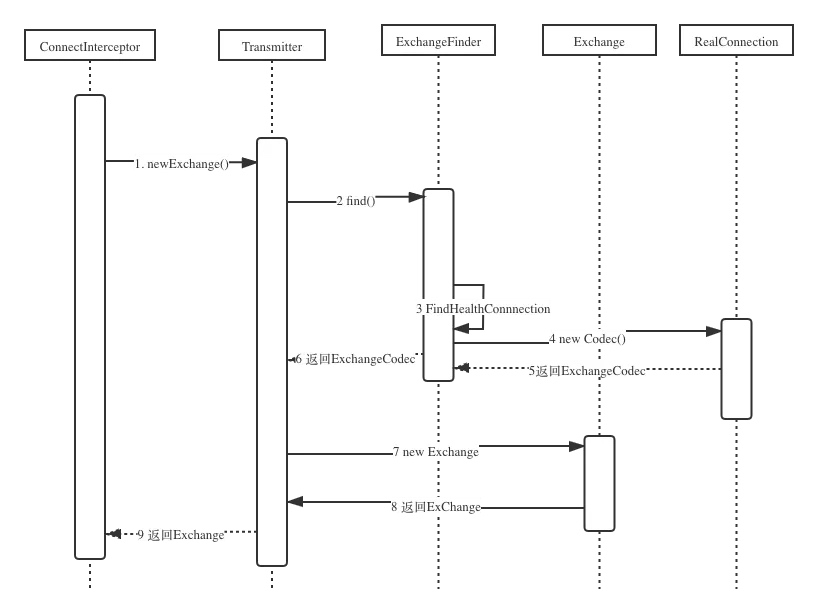 ConnectInterceptor
Transmitter
ExchangeFinder
Exchange
RealConnection
1. newExchange()
2 find()
3 FindHealthConnnection
4 new Codec()
5返回ExchangeCodec
6 返回ExchangeCodec
7 new Exchange
8 返回ExChange
9 返回Exchange